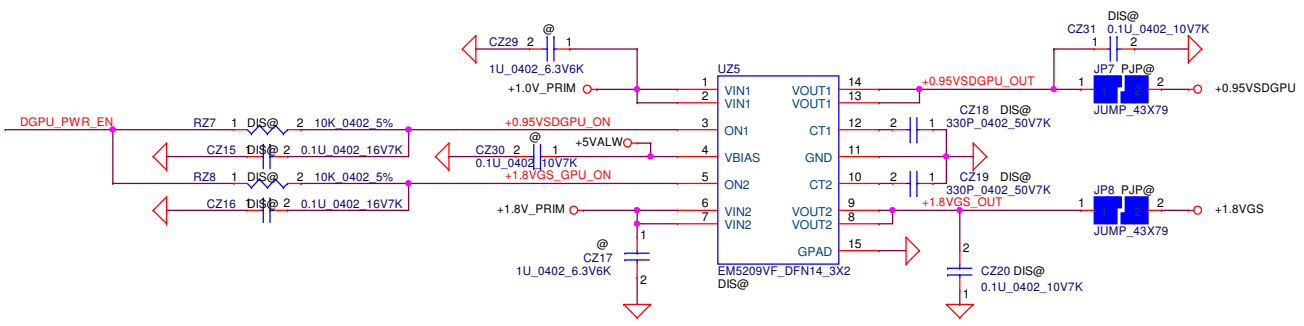 @
DIS@
CZ29 2 1
CZ31 0.1U_0402_10V7K
1 2
1U_0402_6.3V6K
UZ5
JP7 PJP@
+1.0V_PRIM
1 VIN1
2 VIN1
VOUT1 14
VOUT1 13
+0.95VSDGPU_OUT
1 1 2 2
+0.95VSDGPU
JUMP_43X79
DGPU_PWR_EN
RZ7 1 DIS@ 2 10K_0402_5%
+0.95VSDGPU_ON
3 ON1
CT1 12
CZ18 DIS@
2 1
330P_0402_50V7K
@
+5VALW
CZ15 1 DIS@ 2 0.1U_0402_16V7K
CZ30 2 1
0.1U_0402_10V7K
4 VBIAS
GND 11
RZ8 1 DIS@ 2 10K_0402_5%
+1.8VGS_GPU_ON
5 ON2
CT2 10
2 1
CZ19 DIS@
330P_0402_50V7K
CZ16 1 DIS@ 2 0.1U_0402_16V7K
+1.8V_PRIM
6 VIN2
7 VIN2
VOUT2 9
VOUT2 8
+1.8VGS_OUT
JP8 PJP@
1 1 2 2
+1.8VGS
JUMP_43X79
@
CZ17
1
1U_0402_6.3V6K
2
GPAD 15
EM5209VF_DFN14_3X2
DIS@
2
CZ20 DIS@
0.1U_0402_10V7K
1